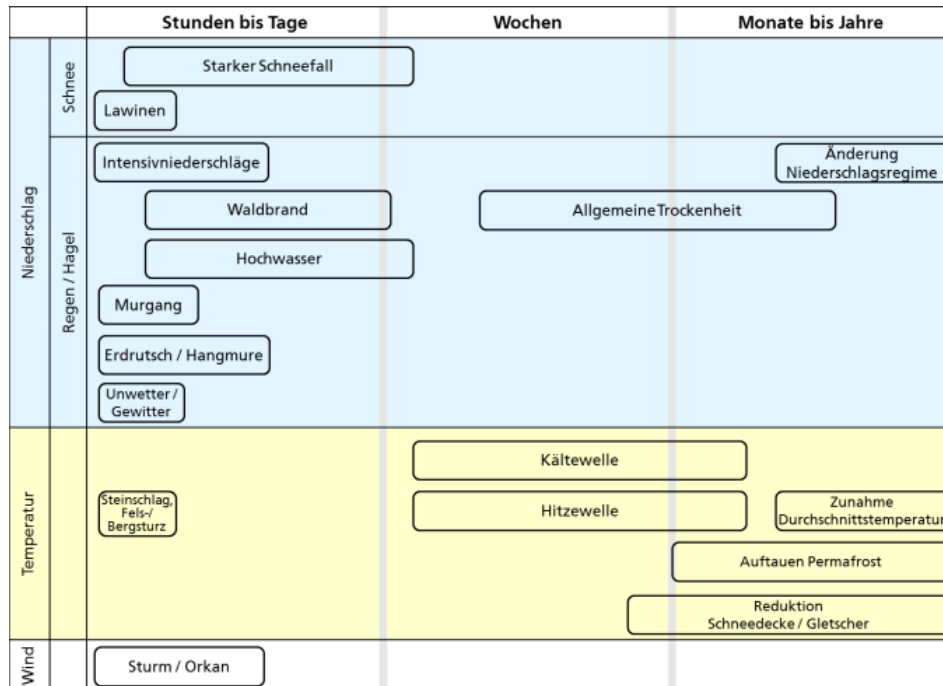 Stunden bis Tage
Wochen
Monate bis Jahre
Niederschlag
Schnee
Starker Schneefall
Lawinen
Regen / Hagel
Intensivniederschläge
Änderung
Niederschlagsregime
Waldbrand
Allgemeine Trockenheit
Hochwasser
Murgang
Erdrutsch / Hangmure
Unwetter /
Gewitter
Temperatur
Kältewelle
Steinschlag,
Fels-/
Bergsturz
Hitzewelle
Zunahme
Durchschnittstemperatur
Auftauen Permafrost
Reduktion
Schneedecke / Gletscher
Wind
Sturm / Orkan